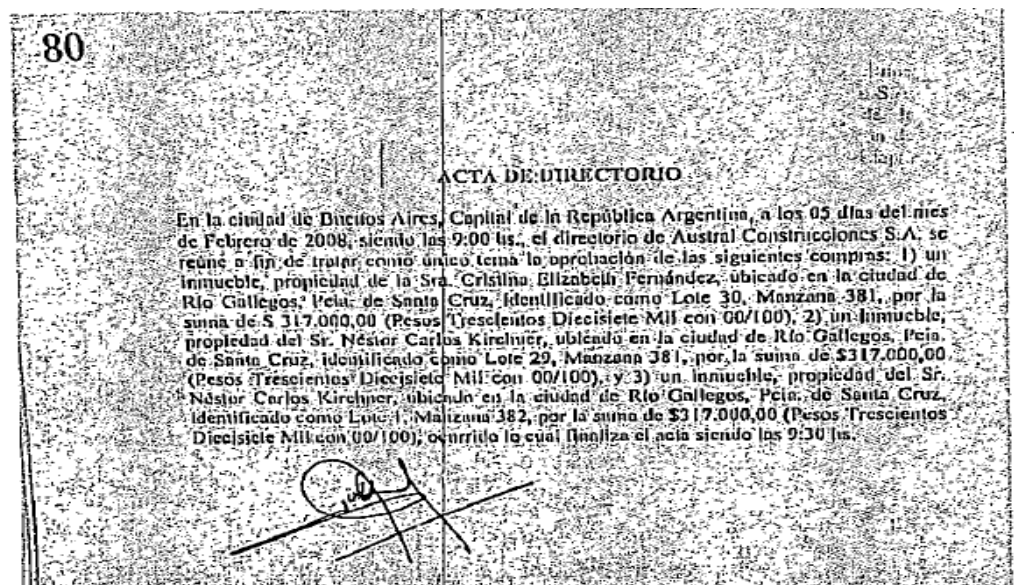 80
ACTA DE DIRECTORIO
En la ciudad de Buenos Aires, Capital de la República Argentina, a los 05 días del mes
de Febrero de 2008, siendo las 9:00 hs., el directorio de Austral Construcciones S.A. se
reúne a fin de tratar como único tema la aprobación de las siguientes compras: 1) un
inmueble, propiedad de la Sra. Cristina Elizabeth Fernández, ubicado en la ciudad de
Río Gallegos, Pcia. de Santa Cruz, identificado como Lote 30, Manzana 381, por la
suma de $ 317.000,00 (Pesos Trescientos Diecisiete Mil con 00/100), 2) un inmueble,
propiedad del Sr. Néstor Carlos Kirchner, ubicado en la ciudad de Río Gallegos, Pcia.
de Santa Cruz, identificado como Lote 29, Manzana 381, por la suma de $317.000,00
(Pesos Trescientos Diecisiete Mil con 00/100), y 3) un inmueble, propiedad del Sr.
Néstor Carlos Kirchner, ubicado en la ciudad de Río Gallegos, Pcia. de Santa Cruz,
identificado como Lote 1, Manzana 382, por la suma de $317.000,00 (Pesos Trescientos
Diecisiete Mil con 00/100), ocurrido lo cual finaliza el acta siendo las 9:30 hs.